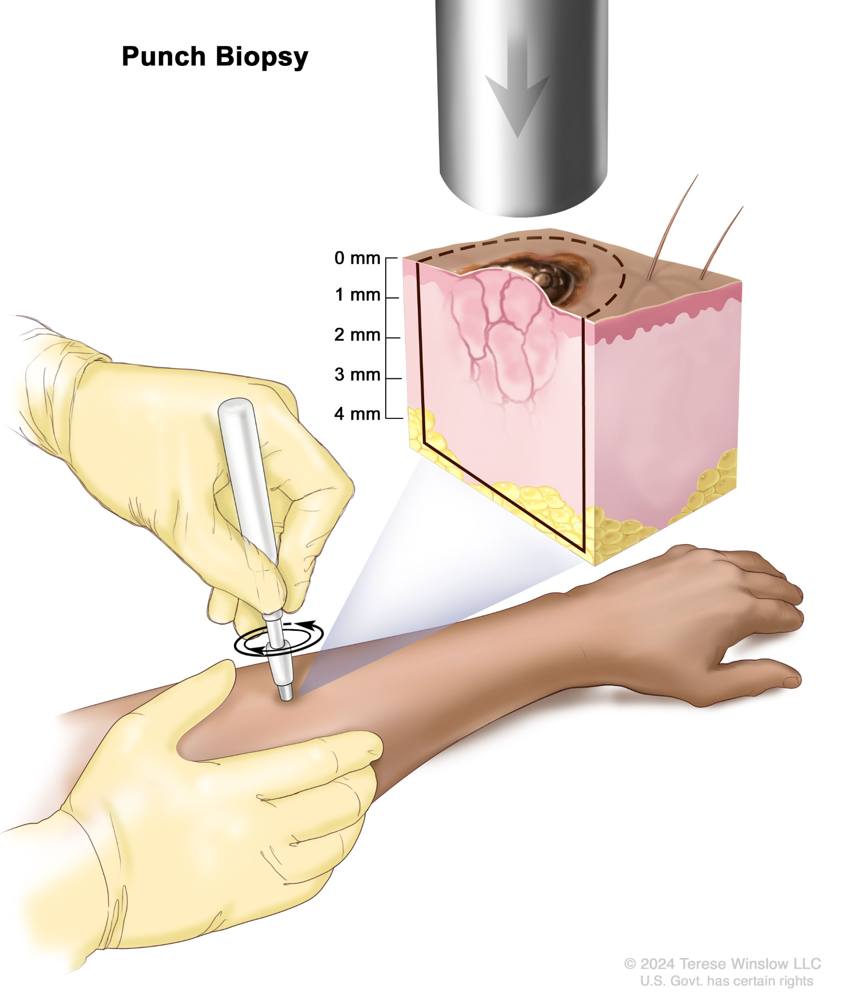 Punch Biopsy
0 mm
1 mm
2 mm
3 mm
4 mm
© 2024 Terese Winslow LLC
U.S. Govt. has certain rights